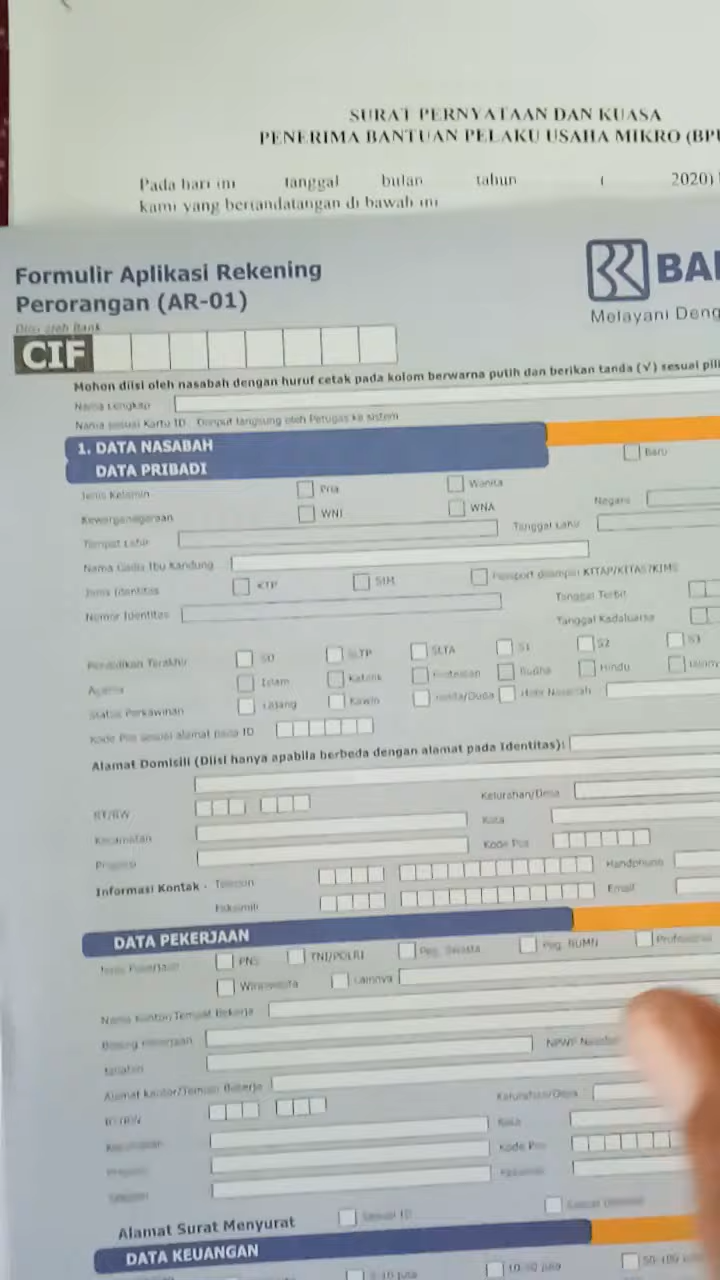 SURAT PERNYATAAN DAN KUASA
PENERIMA BANTUAN PELAKU USAHA MIKRO (BPU
Pada hari ini tanggal bulan tahun ( 2020)
kami yang bertandatangan di bawah ini
Formulir Aplikasi Rekening
Perorangan (AR-01)
BA
Melayani Deng
Diisi oleh Bank
CIF
Mohon diisi oleh nasabah dengan huruf cetak pada kolom berwarna putih dan berikan tanda (√) sesuai pili
Nama Lengkap
Nama sesuai Kartu ID Diinput langsung oleh Petugas ke sistem
1. DATA NASABAH
DATA PRIBADI
Baru
Jenis Kelamin Pria Wanita
Kewarganegaraan WNI WNA Negara
Tempat Lahir Tanggal Lahir
Nama Gadis Ibu Kandung
Jenis Identitas KTP SIM Passport disampin KITAP/KITAS/KIMS
Nomor Identitas Tanggal Terbit
Tanggal Kadaluarsa
Pendidikan Terakhir SD SLTP SLTA S1 S2 S3
Agama Islam Katolik Protestan Budha Hindu
Status Perkawinan Lajang Kawin Janda/Duda
Kode Pos sesuai alamat pada ID
Alamat Domisili (Diisi hanya apabila berbeda dengan alamat pada Identitas):
RT/RW Kelurahan/Desa
Kecamatan Kota
Propinsi Kode Pos
Informasi Kontak - Telepon Handphone
Faksimili Email
DATA PEKERJAAN
Jenis Pekerjaan PNS TNI/POLRI Peg. Swasta Peg. BUMN Profesional
Wiraswasta Lainnya
Nama Kantor/Tempat Bekerja
Bidang Pekerjaan NPWP
Jabatan
Alamat Kantor/Tempat Bekerja
RT/RW Kelurahan/Desa
Kecamatan Kota
Propinsi Kode Pos
Alamat Surat Menyurat Sesuai ID
DATA KEUANGAN